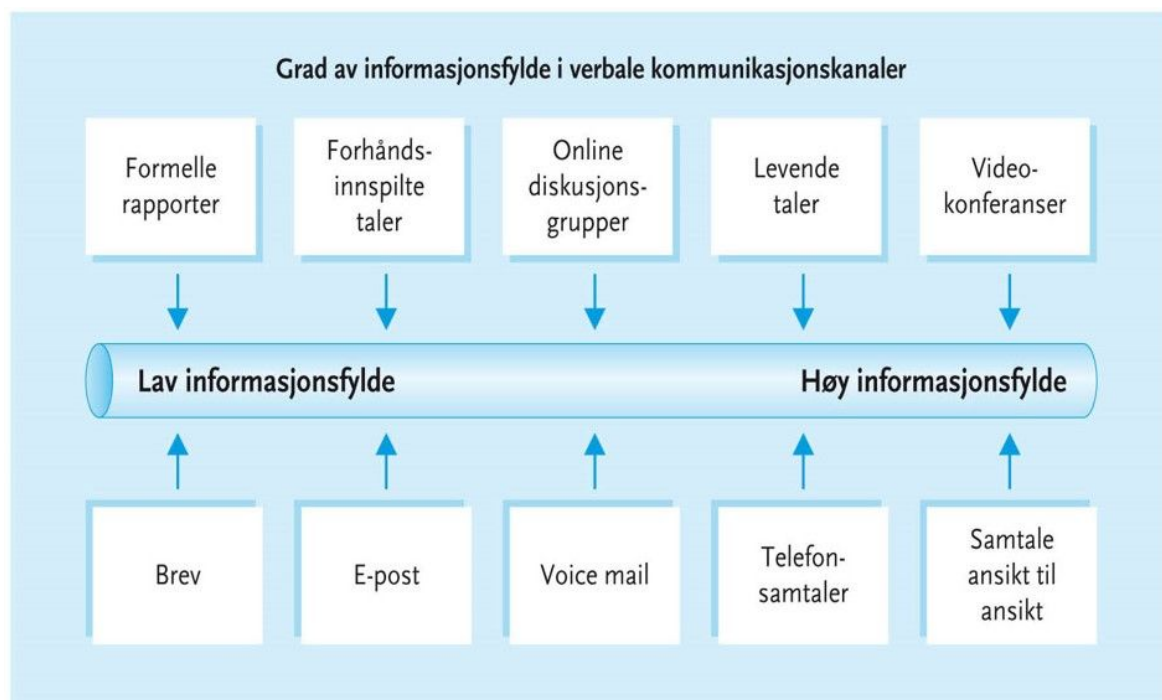 Grad av informasjonsfylde i verbale kommunikasjonskanaler
Formelle
rapporter
Forhånds-
innspilte
taler
Online
diskusjons-
grupper
Levende
taler
Video-
konferanser
Lav informasjonsfylde
Høy informasjonsfylde
Brev
E-post
Voice mail
Telefon-
samtaler
Samtale
ansikt til
ansikt